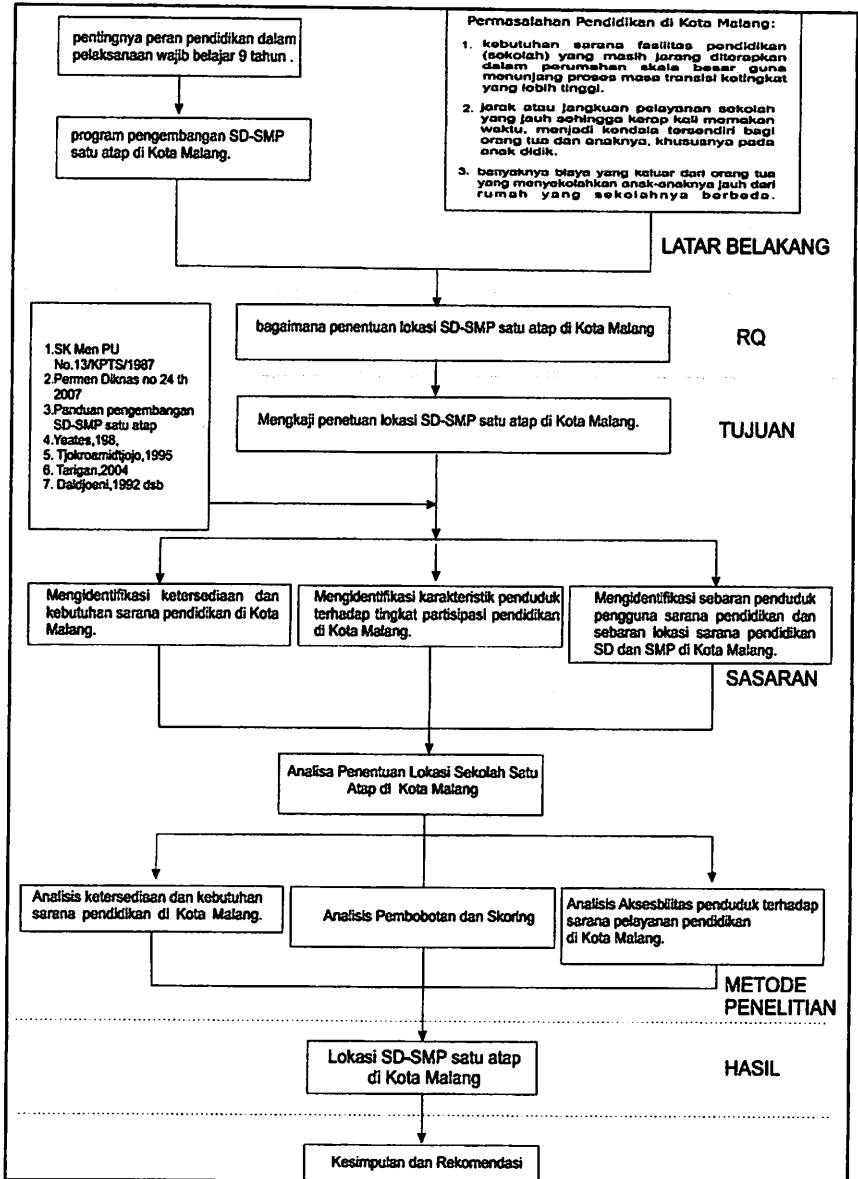 pentingnya peran pendidikan dalam
pelaksanaan wajib belajar 9 tahun .
program pengembangan SD-SMP
satu atap di Kota Malang.
Permasalahan Pendidikan di Kota Malang:
1. kebutuhan sarana fasilitas pendidikan
(sekolah) yang masih jarang diterapkan
dalam perumahan skala besar guna
menunjang proses masa transisi ketingkat
yang lebih tinggi.
2. jarak atau jangkuan pelayanan sekolah
yang jauh sehingga kerap kali memakan
waktu, menjadi kendala tersendiri bagi
orang tua dan anaknya, khususnya pada
anak didik.
3. banyaknya biaya yang keluar dari orang tua
yang menyekolahkan anak-anaknya jauh dari
rumah yang sekolahnya berbeda.
LATAR BELAKANG
bagaimana penentuan lokasi SD-SMP satu atap di Kota Malang
RQ
1.SK Men PU
No.13/KPTS/1987
2.Permen Diknas no 24 th
2007
3.Panduan pengembangan
SD-SMP satu atap
4.Yeates,198,
5. Tjokroamidtjojo,1995
6. Tarigan,2004
7. Daldjoeni,1992 dsb
Mengkaji penetuan lokasi SD-SMP satu atap di Kota Malang.
TUJUAN
Mengidentifikasi ketersediaan dan
kebutuhan sarana pendidikan di Kota
Malang.
Mengidentifikasi karakteristik penduduk
terhadap tingkat partisipasi pendidikan
di Kota Malang.
Mengidentifikasi sebaran penduduk
pengguna sarana pendidikan dan
sebaran lokasi sarana pendidikan
SD dan SMP di Kota Malang.
SASARAN
Analisa Penentuan Lokasi Sekolah Satu
Atap di Kota Malang
Analisis ketersediaan dan kebutuhan
sarana pendidikan di Kota Malang.
Analisis Pembobotan dan Skoring
Analisis Aksesbilitas penduduk terhadap
sarana pelayanan pendidikan
di Kota Malang.
METODE
PENELITIAN
Lokasi SD-SMP satu atap
di Kota Malang
HASIL
Kesimpulan dan Rekomendasi